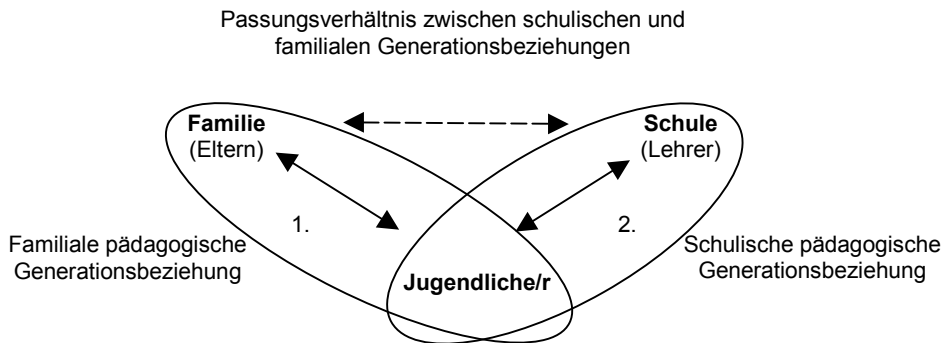 Passungsverhältnis zwischen schulischen und
familialen Generationsbeziehungen
Familie
(Eltern)
Schule
(Lehrer)
1.
2.
Familiale pädagogische
Generationsbeziehung
Schulische pädagogische
Generationsbeziehung
Jugendliche/r